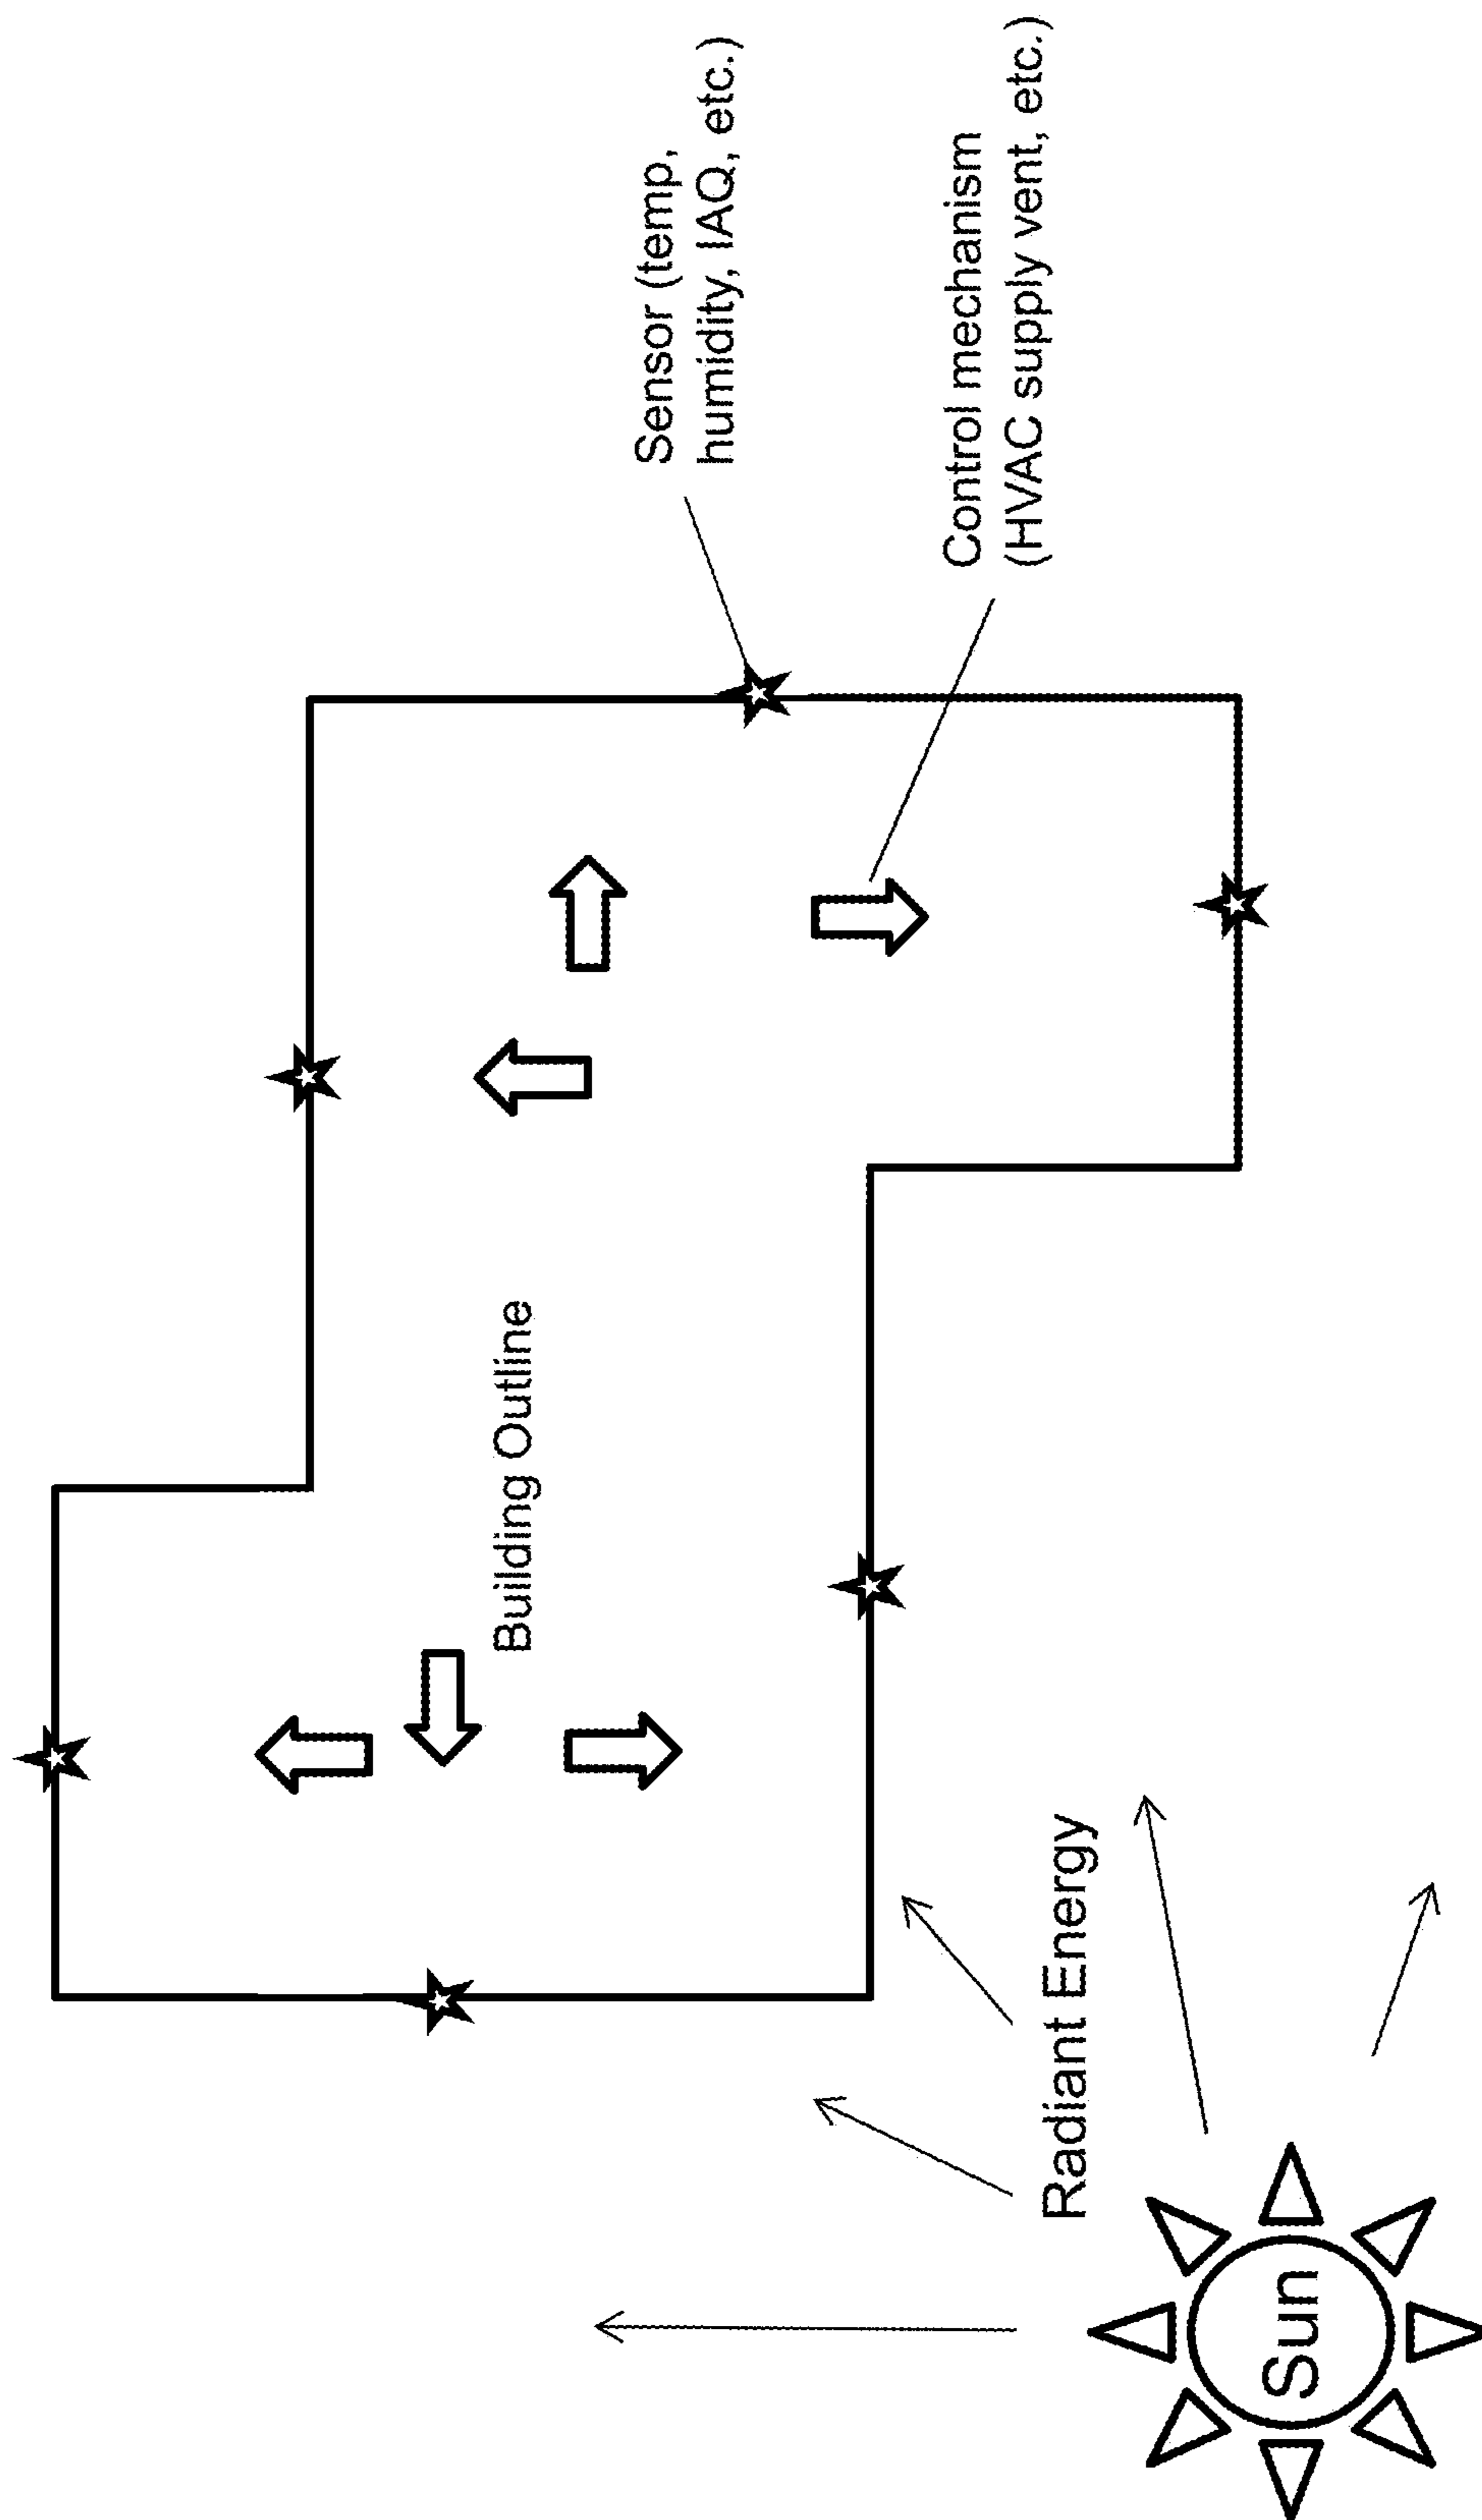 Sensor (temp,
humidity, IAQ, etc.)
Control mechanism
(HVAC supply vent, etc.)
Building Outline
Radiant Energy
Sun